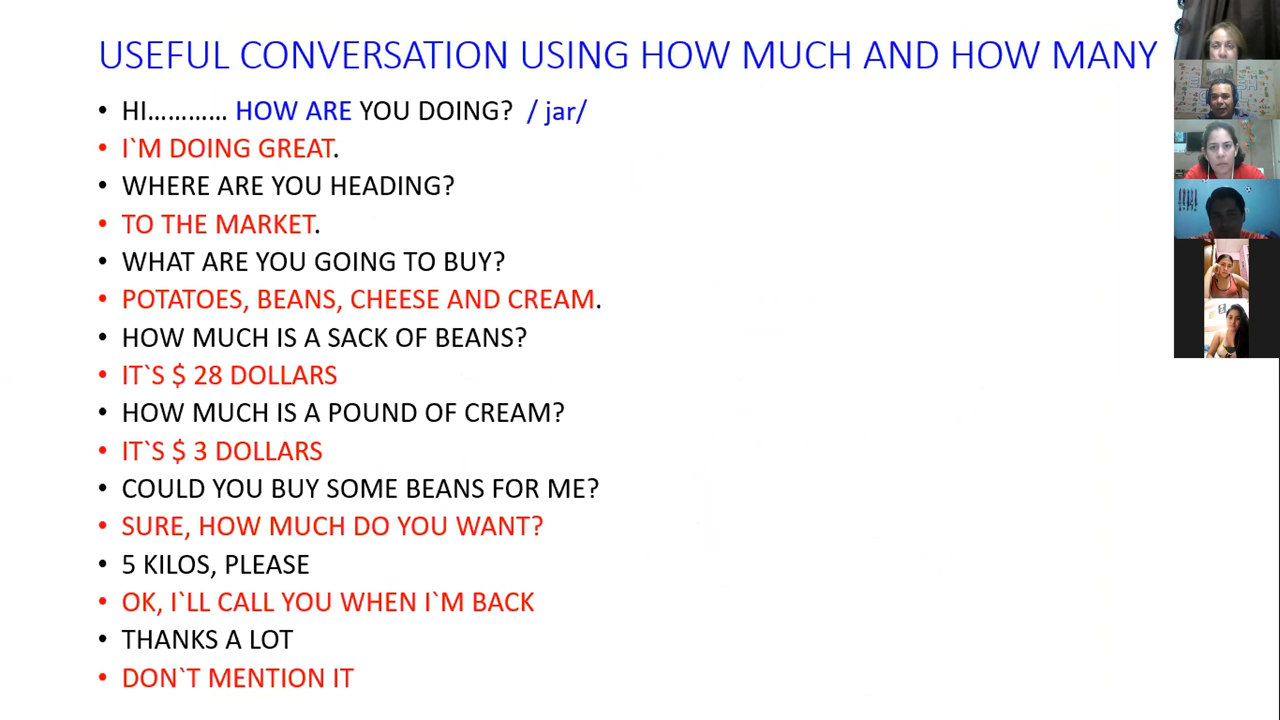 USEFUL CONVERSATION USING HOW MUCH AND HOW MANY
• HI………… HOW ARE YOU DOING? / jar/
• I`M DOING GREAT.
• WHERE ARE YOU HEADING?
• TO THE MARKET.
• WHAT ARE YOU GOING TO BUY?
• POTATOES, BEANS, CHEESE AND CREAM.
• HOW MUCH IS A SACK OF BEANS?
• IT`S $ 28 DOLLARS
• HOW MUCH IS A POUND OF CREAM?
• IT`S $ 3 DOLLARS
• COULD YOU BUY SOME BEANS FOR ME?
• SURE, HOW MUCH DO YOU WANT?
• 5 KILOS, PLEASE
• OK, I`LL CALL YOU WHEN I`M BACK
• THANKS A LOT
• DON`T MENTION IT